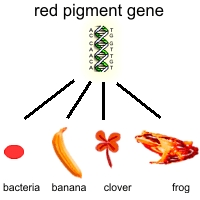 red pigment gene
A T
C G
C G
A T
A T
C G
A T
bacteria banana clover frog